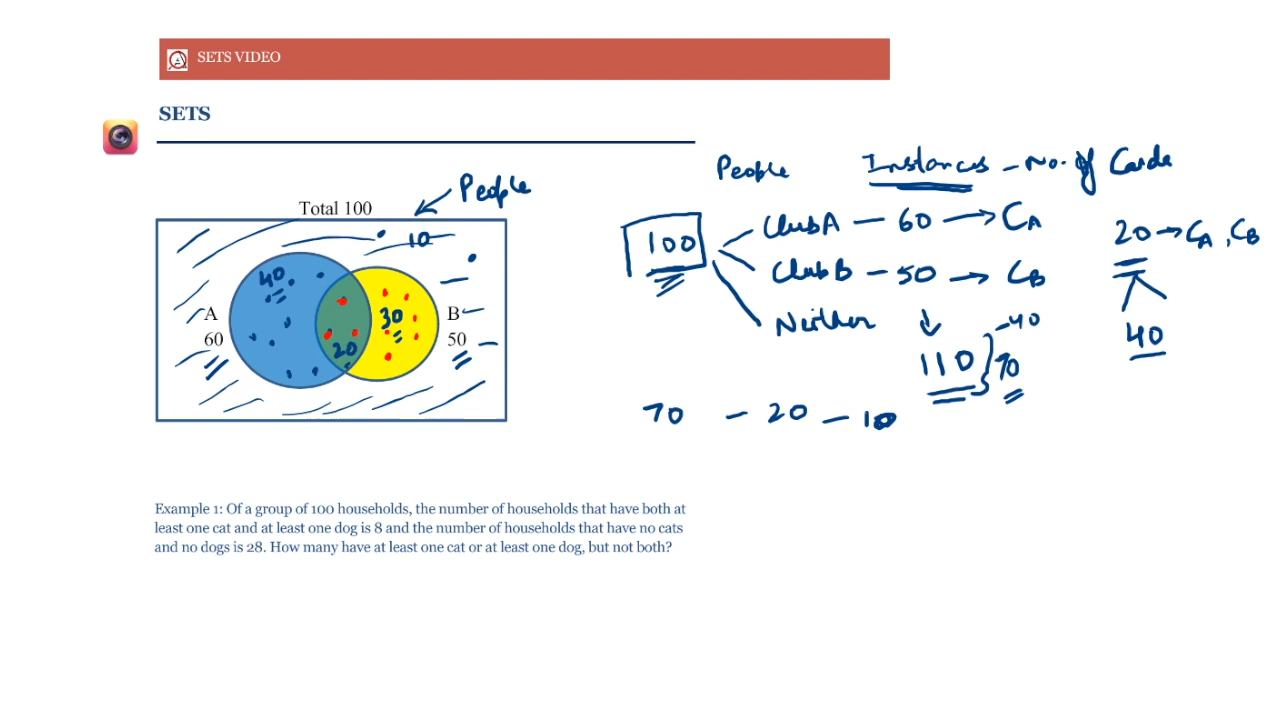 SETS VIDEO
SETS
People
Total 100
10
40
A
60
20
30
B
50
People Instances - No. of Cards
100
Club A - 60 → CA
Club B - 50 → CB
Neither
110
-40
70
20 → CA, CB
40
70 - 20 - 10
Example 1: Of a group of 100 households, the number of households that have both at
least one cat and at least one dog is 8 and the number of households that have no cats
and no dogs is 28. How many have at least one cat or at least one dog, but not both?